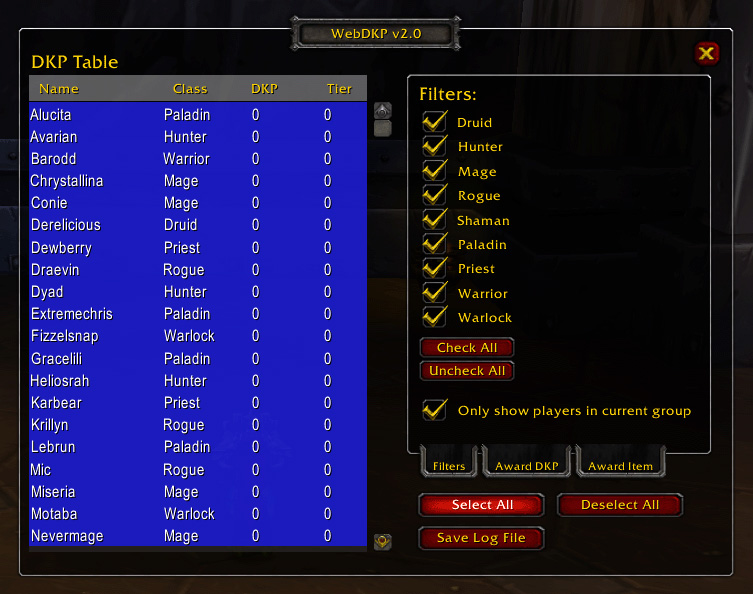 WebDKP v2.0
DKP Table
Name Class DKP Tier
Alucita Paladin 0 0
Avarian Hunter 0 0
Barodd Warrior 0 0
Chrystallina Mage 0 0
Conie Mage 0 0
Derelicious Druid 0 0
Dewberry Priest 0 0
Draevin Rogue 0 0
Dyad Hunter 0 0
Extremechris Paladin 0 0
Fizzelsnap Warlock 0 0
Gracelili Paladin 0 0
Heliosrah Hunter 0 0
Karbear Priest 0 0
Krillyn Rogue 0 0
Lebrun Paladin 0 0
Mic Rogue 0 0
Miseria Mage 0 0
Motaba Warlock 0 0
Nevermage Mage 0 0
Filters:
Druid
Hunter
Mage
Rogue
Shaman
Paladin
Priest
Warrior
Warlock
Check All
Uncheck All
Only show players in current group
Filters Award DKP Award Item
Select All Deselect All
Save Log File